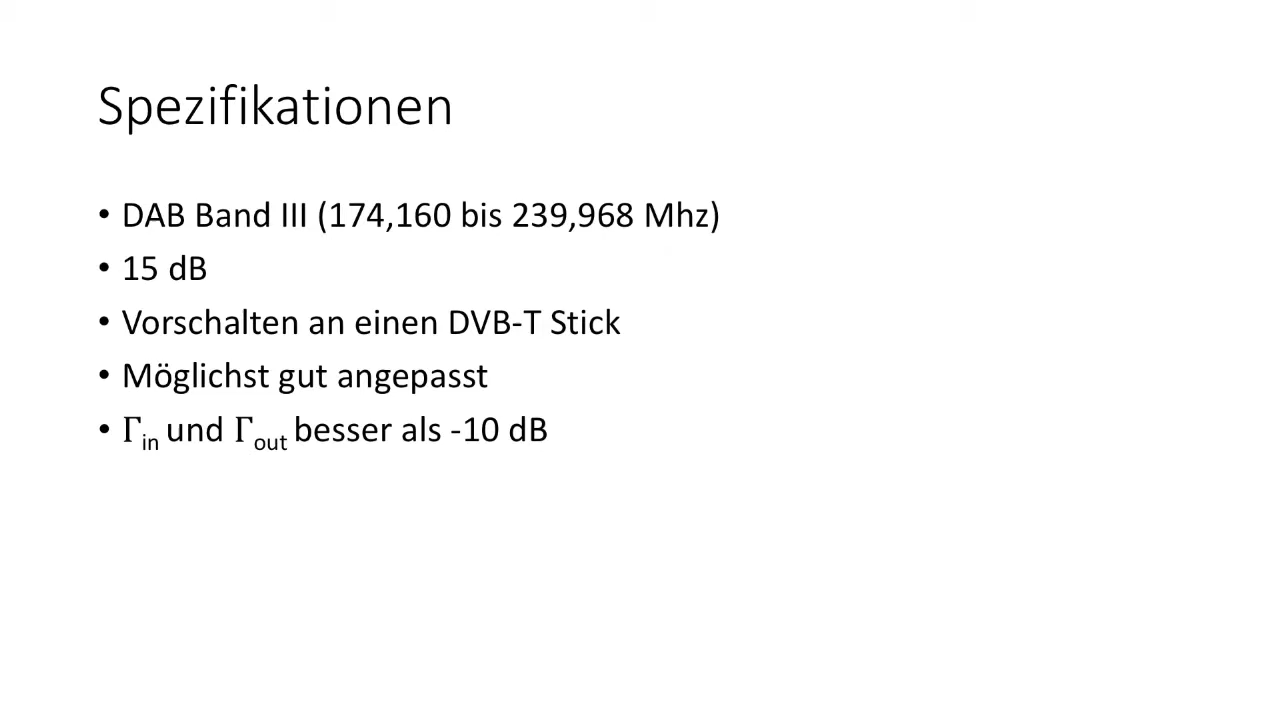 Spezifikationen
• DAB Band III (174,160 bis 239,968 Mhz)
• 15 dB
• Vorschalten an einen DVB-T Stick
• Möglichst gut angepasst
• Γin und Γout besser als -10 dB